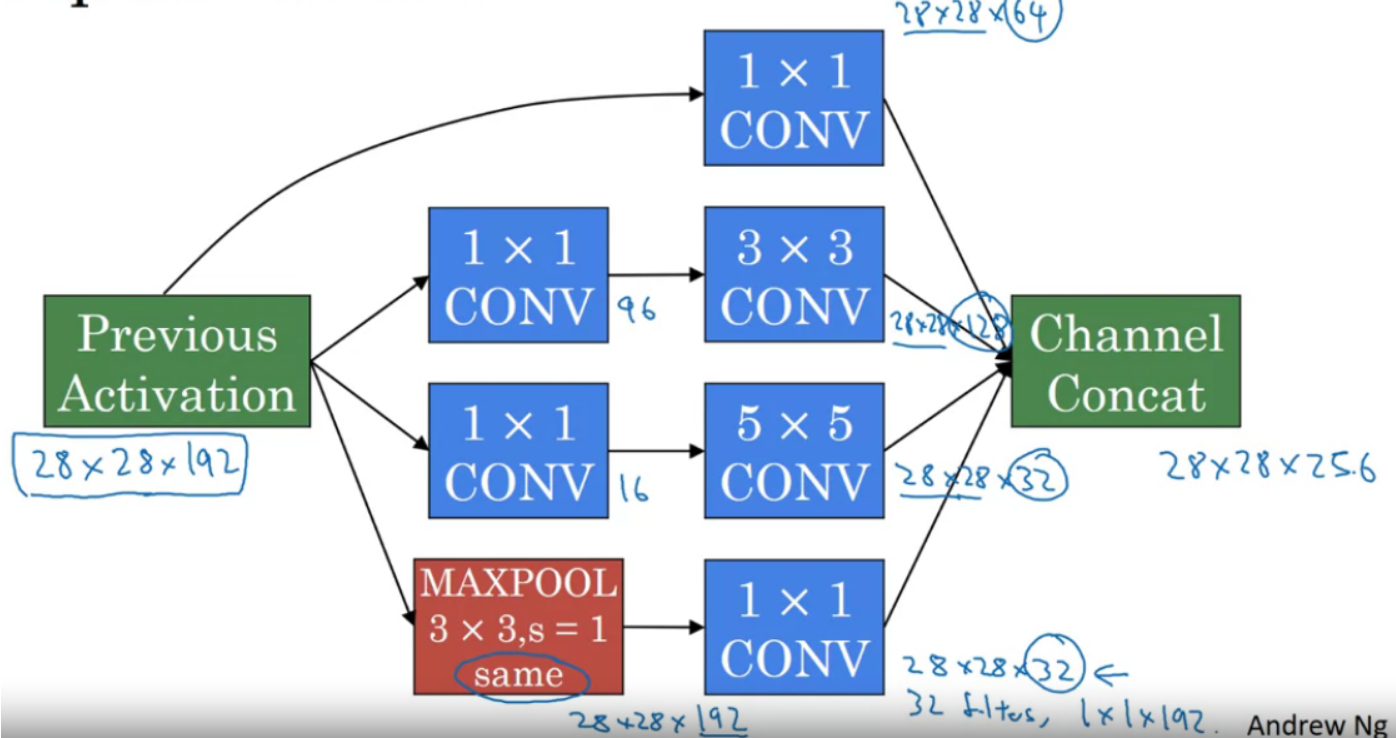 28×28×64
1 × 1
CONV
1 × 1
CONV
96
3 × 3
CONV
28×28×128
Previous
Activation
28×28×192
Channel
Concat
28×28×256
1 × 1
CONV
16
5 × 5
CONV
28×28×32
MAXPOOL
3 × 3,s = 1
same
28×28×192
1 × 1
CONV
28×28×32 ←
32 filters, 1×1×192.
Andrew Ng